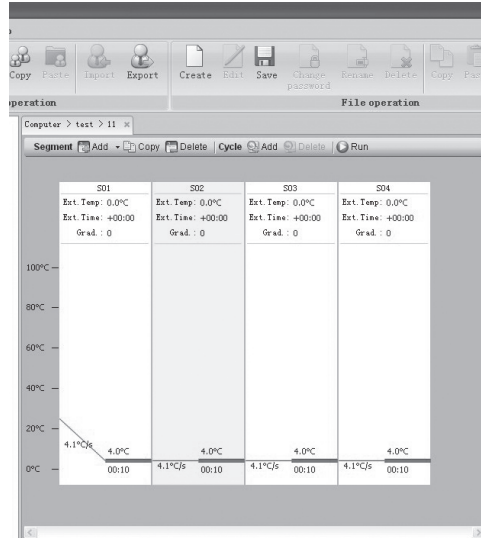 Copy Paste Import Export Create Edit Save Change password Rename Delete Copy Pas
peration File operation
Computer > test > 11 ×
Segment Add Copy Delete Cycle Add Delete Run
S01 S02 S03 S04
Ext.Temp: 0.0°C Ext.Temp: 0.0°C Ext.Temp: 0.0°C Ext.Temp: 0.0°C
Ext.Time: +00:00 Ext.Time: +00:00 Ext.Time: +00:00 Ext.Time: +00:00
Grad.: 0 Grad.: 0 Grad.: 0 Grad.: 0
100°C
80°C
60°C
40°C
20°C
4.1°C/s 4.0°C 4.0°C 4.0°C 4.0°C
0°C 00:10 4.1°C/s 00:10 4.1°C/s 00:10 4.1°C/s 00:10